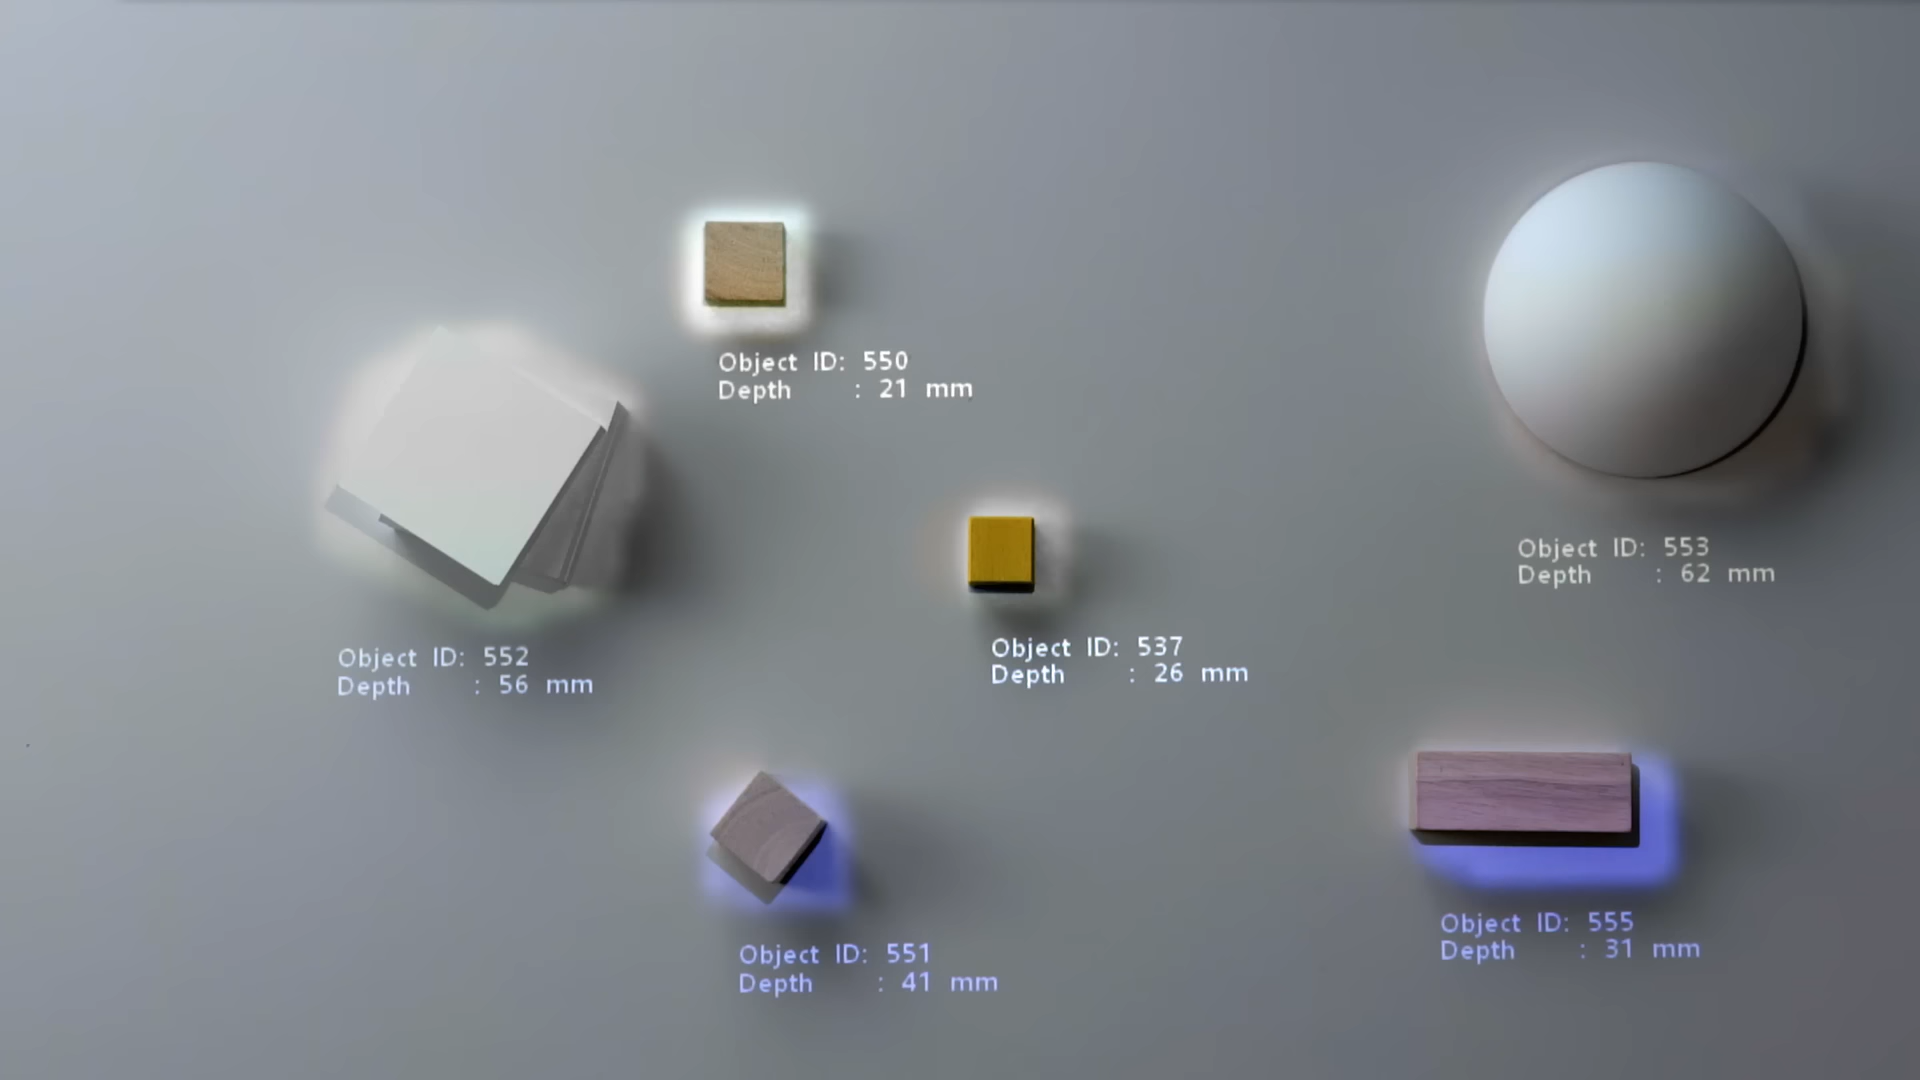 Object ID: 550
Depth : 21 mm
Object ID: 553
Depth : 62 mm
Object ID: 552
Depth : 56 mm
Object ID: 537
Depth : 26 mm
Object ID: 551
Depth : 41 mm
Object ID: 555
Depth : 31 mm